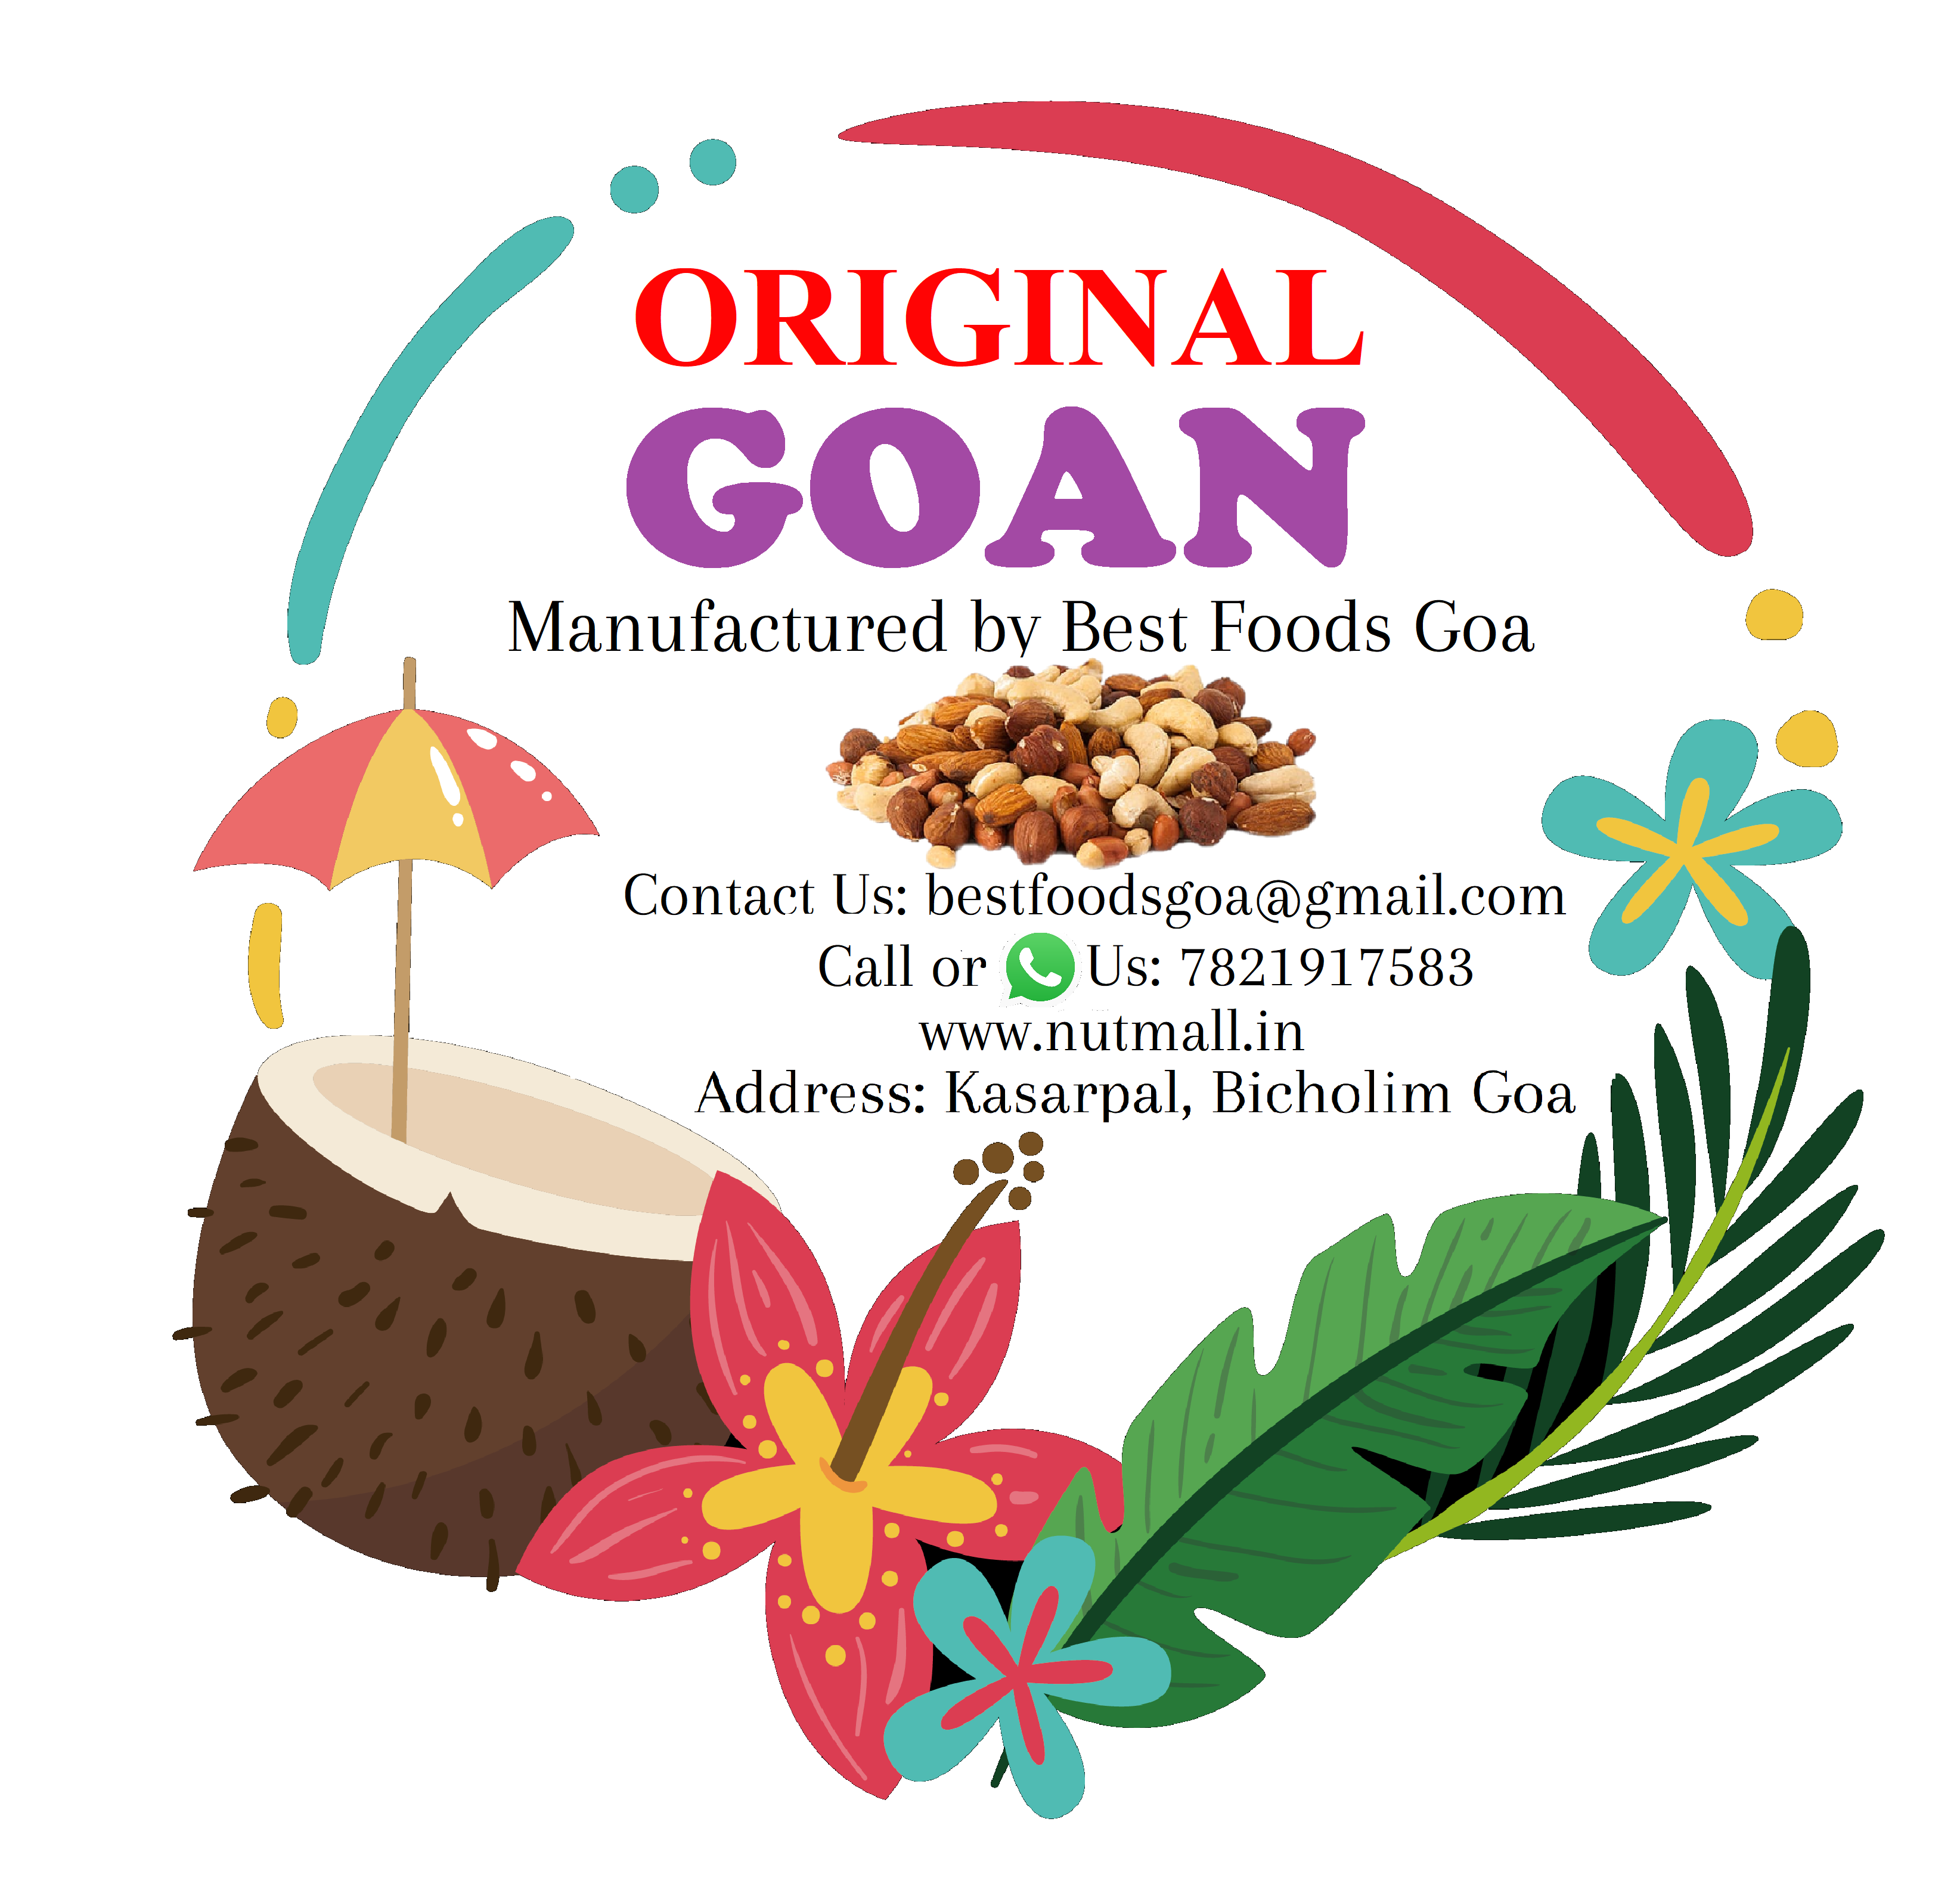 ORIGINAL
GOAN
Manufactured by Best Foods Goa
Contact Us: bestfoodsgoa@gmail.com
Call or Us: 7821917583
www.nutmall.in
Address: Kasarpal, Bicholim Goa